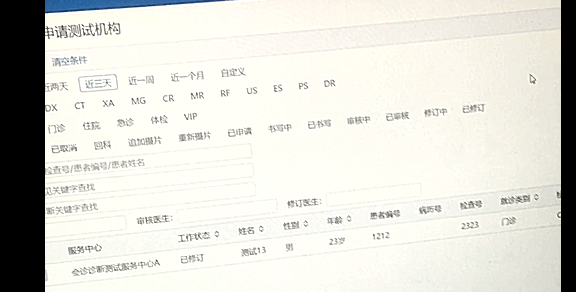 申请测试机构
清空条件
近两天 近三天 近一周 近一个月 自定义
DX CT XA MG CR MR RF US ES PS DR
门诊 住院 急诊 体检 VIP
已取消 回科 追加摄片 重新摄片 已申请 书写中 已书写 审核中 已审核 修订中 已修订
检查号/患者编号/患者姓名
见关键字查找
断关键字查找
审核医生: 修订医生:
服务中心 工作状态 姓名 性别 年龄 患者编号 病历号 检查号 就诊类别
会诊诊断测试服务中心A 已修订 测试13 男 23岁 1212 2323 门诊